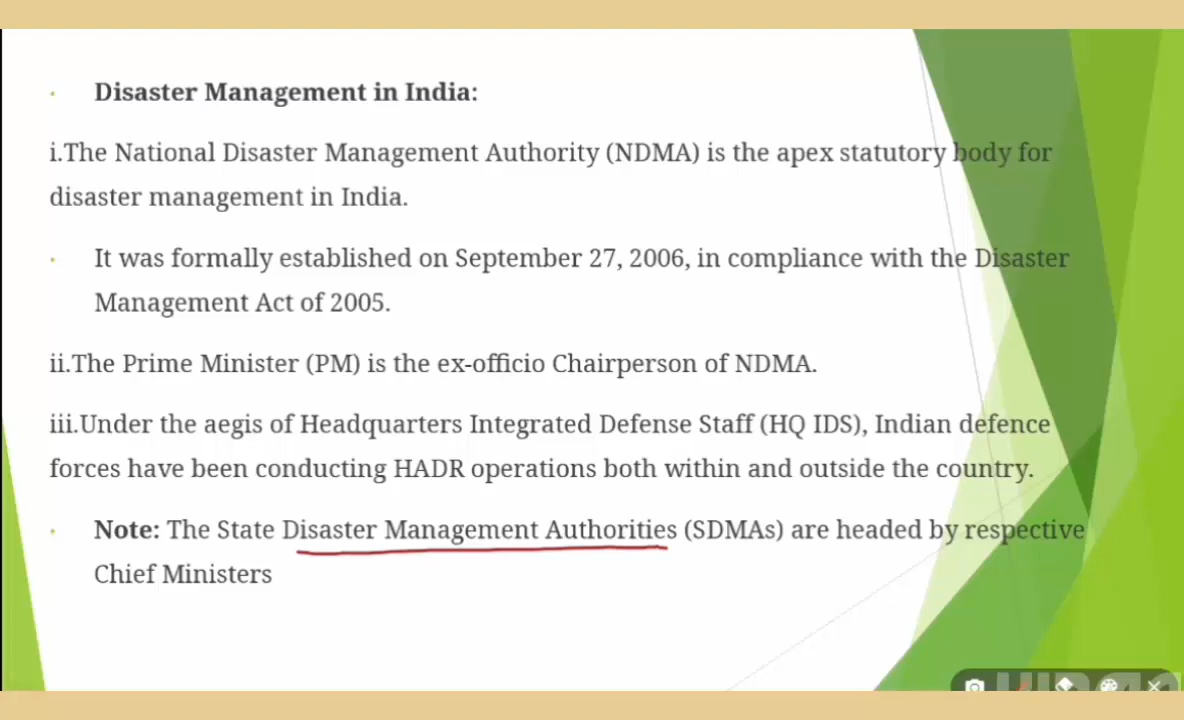 Disaster Management in India:
i.The National Disaster Management Authority (NDMA) is the apex statutory body for
disaster management in India.
It was formally established on September 27, 2006, in compliance with the Disaster
Management Act of 2005.
ii.The Prime Minister (PM) is the ex-officio Chairperson of NDMA.
iii.Under the aegis of Headquarters Integrated Defense Staff (HQ IDS), Indian defence
forces have been conducting HADR operations both within and outside the country.
Note: The State Disaster Management Authorities (SDMAs) are headed by respective
Chief Ministers